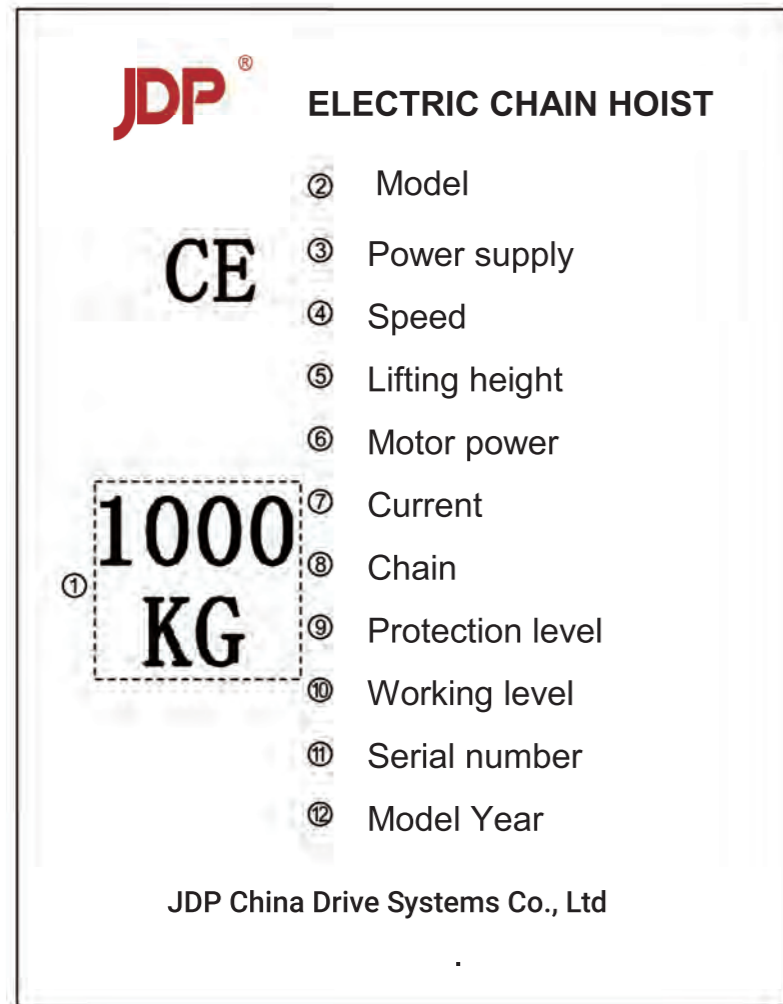 JDP ®
ELECTRIC CHAIN HOIST
② Model
CE
③ Power supply
④ Speed
⑤ Lifting height
⑥ Motor power
① 1000
KG
⑦ Current
⑧ Chain
⑨ Protection level
⑩ Working level
⑪ Serial number
⑫ Model Year
JDP China Drive Systems Co., Ltd
.